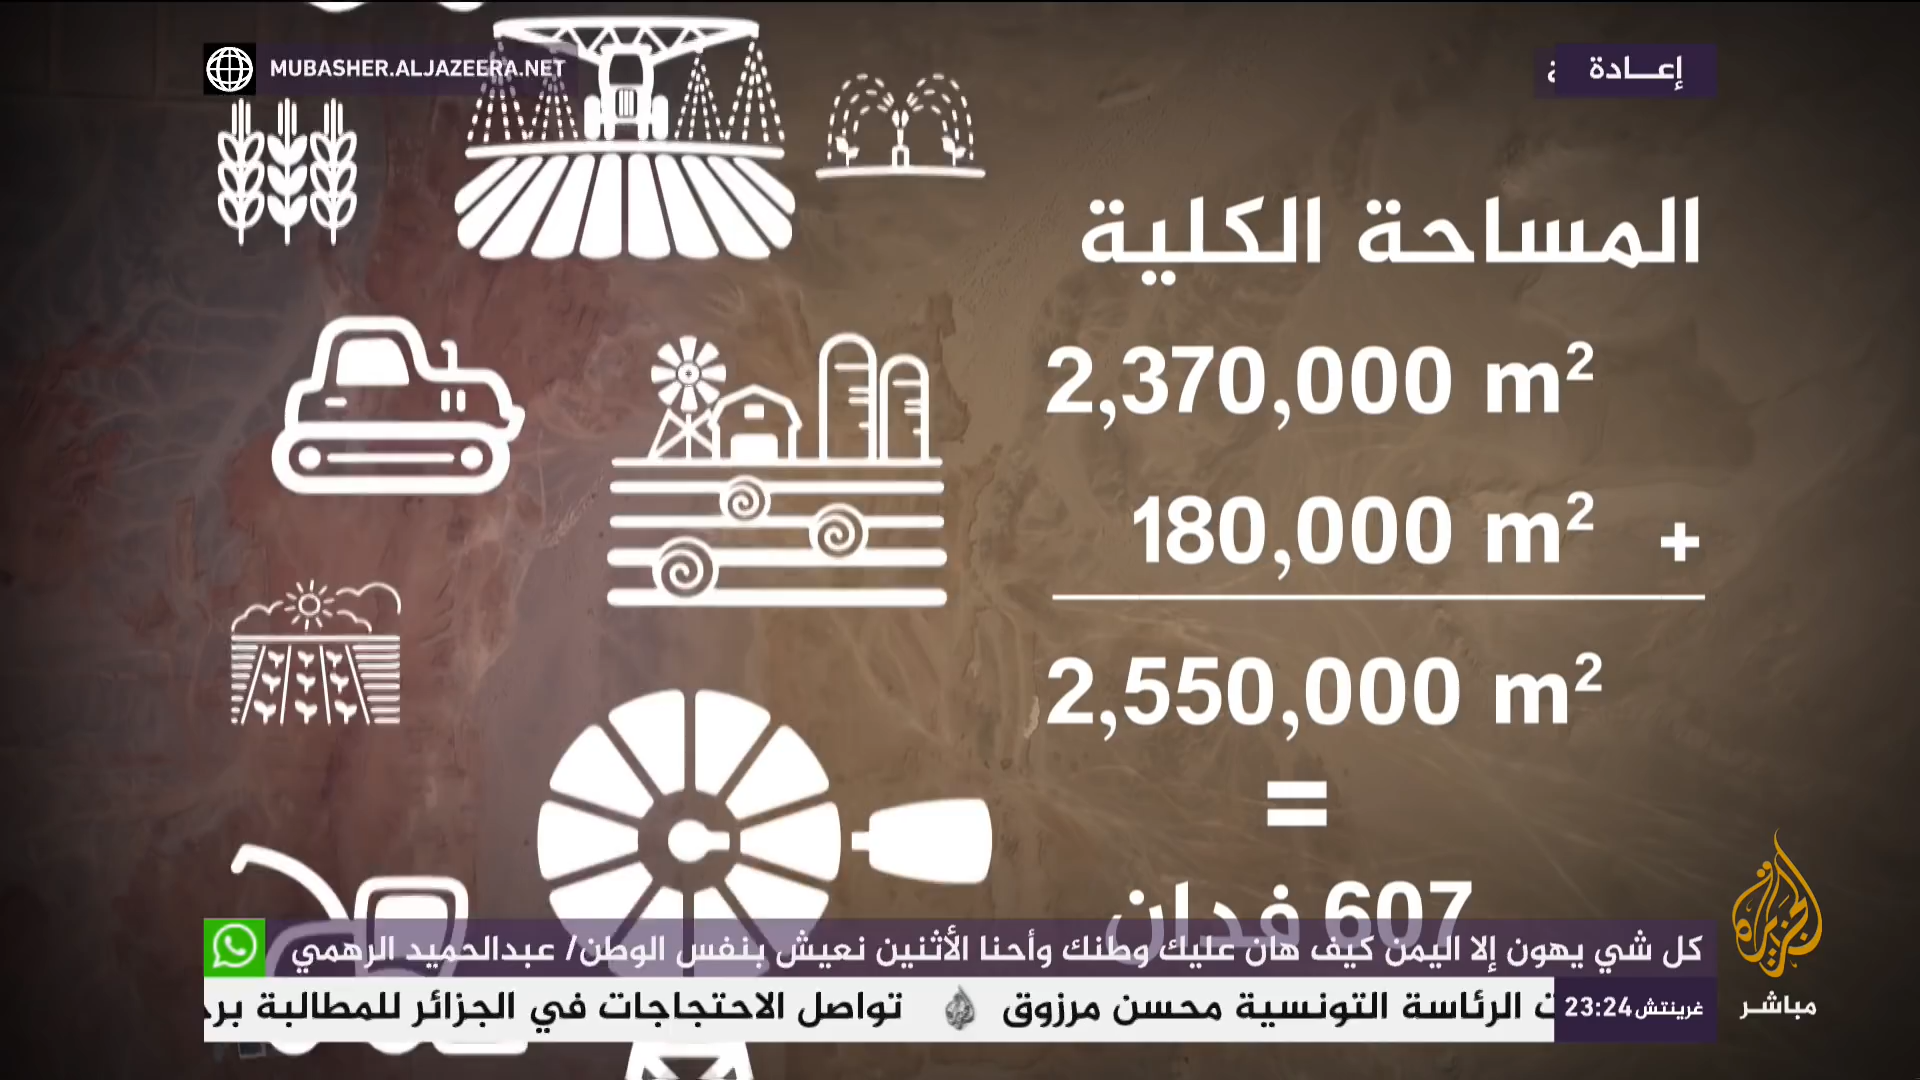 MUBASHER.ALJAZEERA.NET
إعـــادة
المساحة الكلية
2,370,000 m²
180,000 m² +
2,550,000 m²
=
607 فدان
كل شي يهون إلا اليمن كيف هان عليك وطنك وأحنا الأثنين نعيش بنفس الوطن/ عبدالحميد الرهمي
ت الرئاسة التونسية محسن مرزوق تواصل الاحتجاجات في الجزائر للمطالبة
23:24 غرينتش
مباشر
الجزيرة